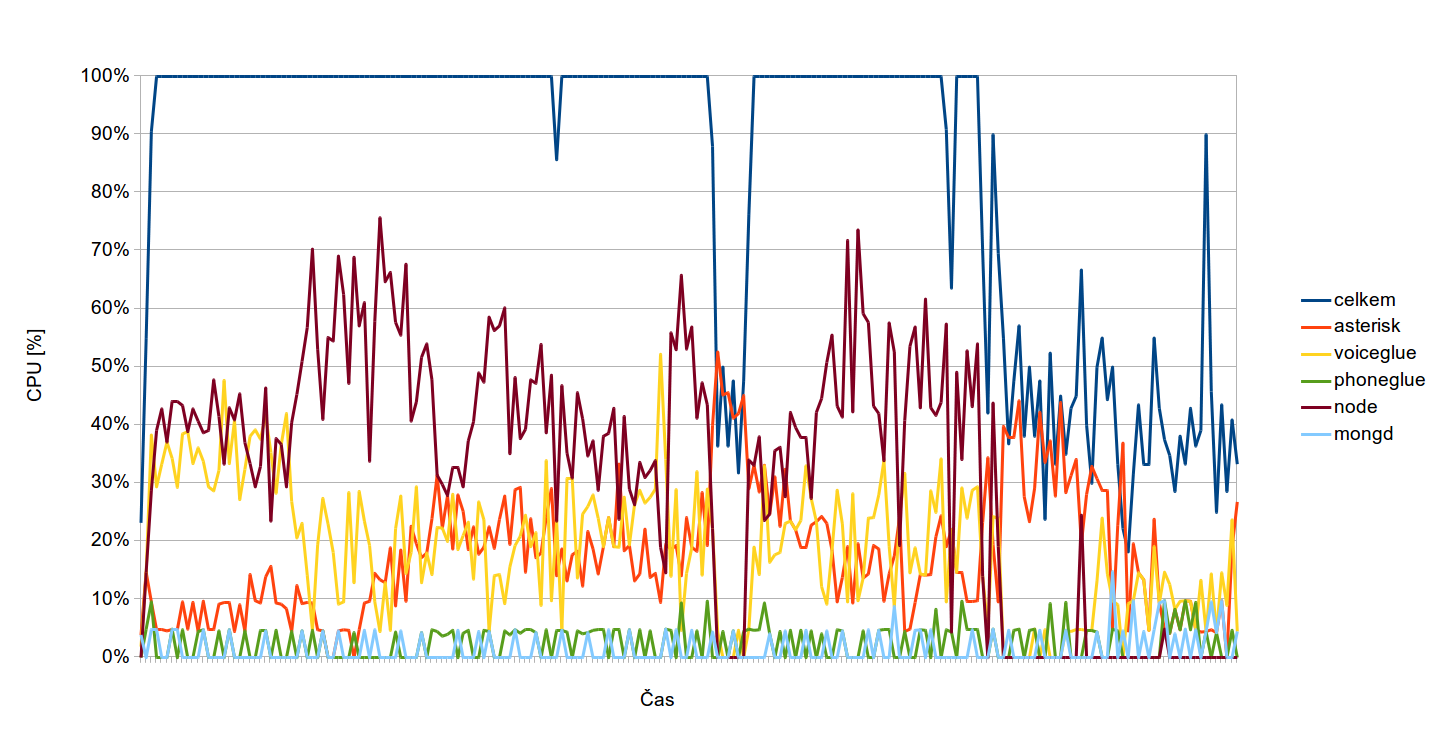 100%
90%
80%
70%
60%
50%
40%
30%
20%
10%
0%
CPU [%]
Čas
celkem
asterisk
voiceglue
phoneglue
node
mongd